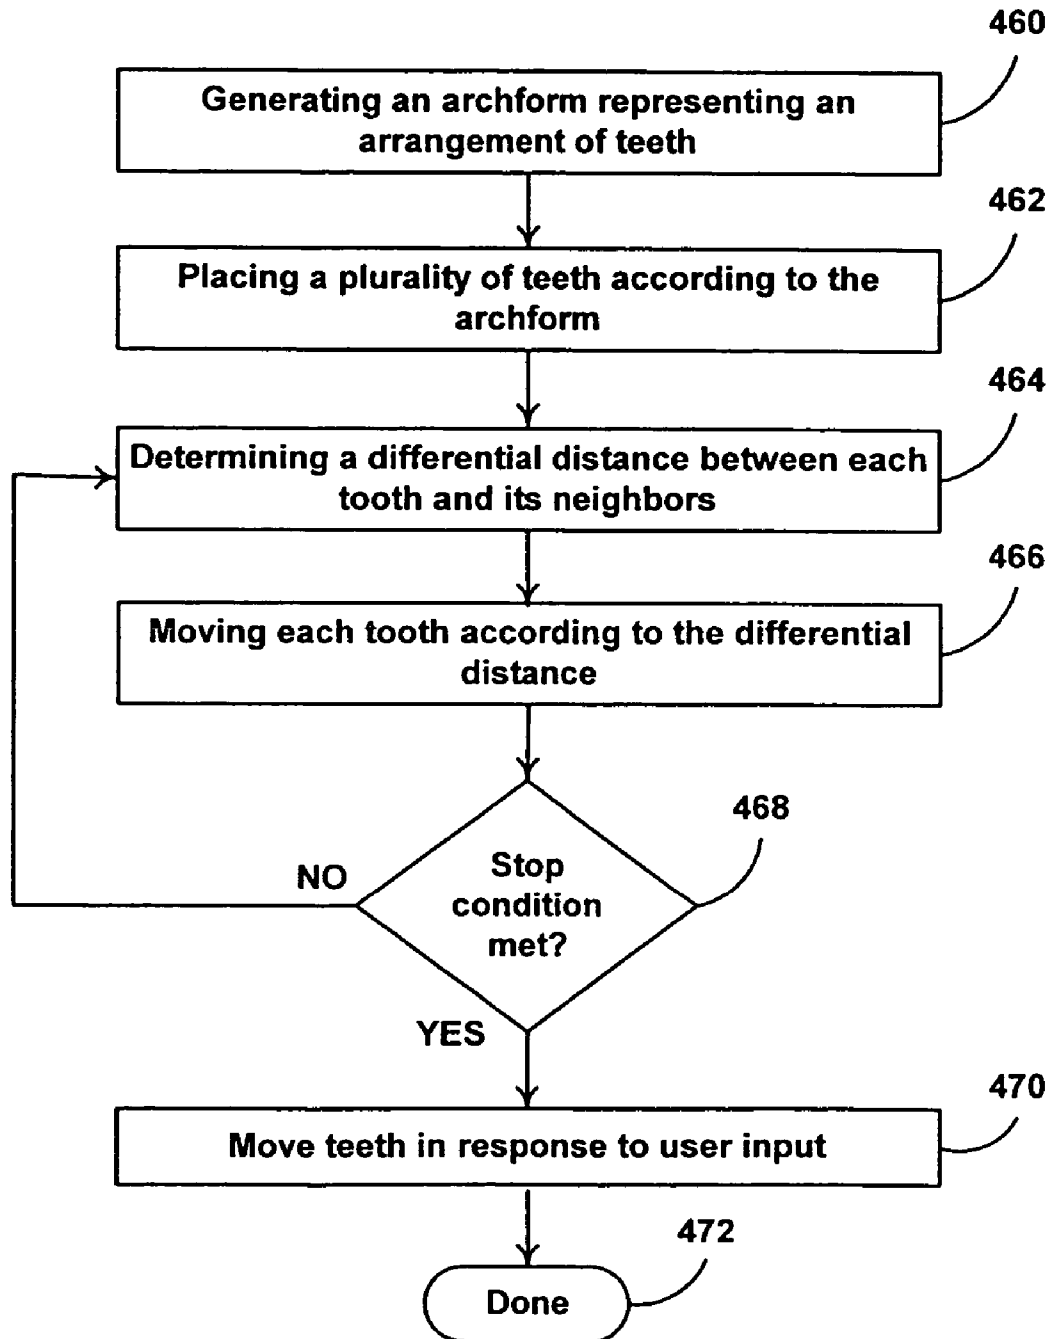 460
Generating an archform representing an
arrangement of teeth
462
Placing a plurality of teeth according to the
archform
464
Determining a differential distance between each
tooth and its neighbors
466
Moving each tooth according to the differential
distance
468
Stop
condition
met?
NO
YES
470
Move teeth in response to user input
472
Done